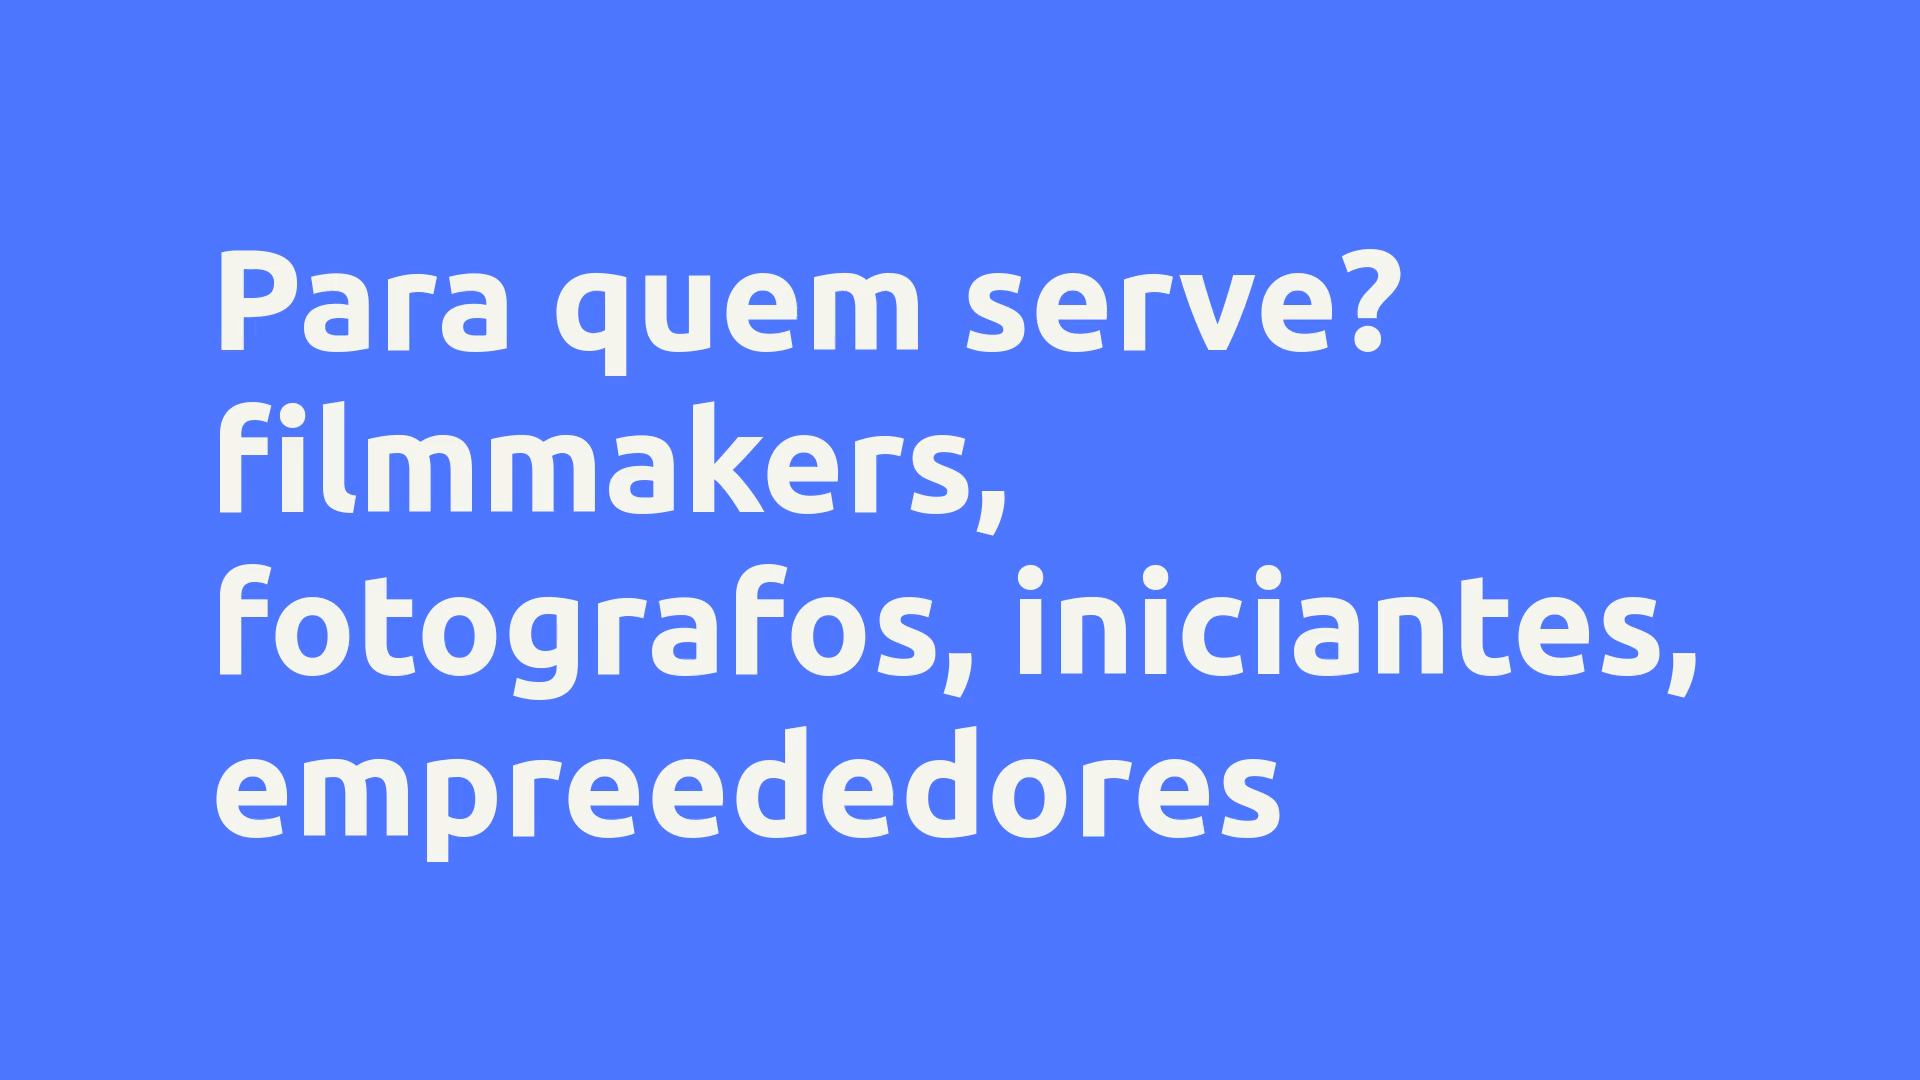 Para quem serve?
filmmakers,
fotografos, iniciantes,
empreededores